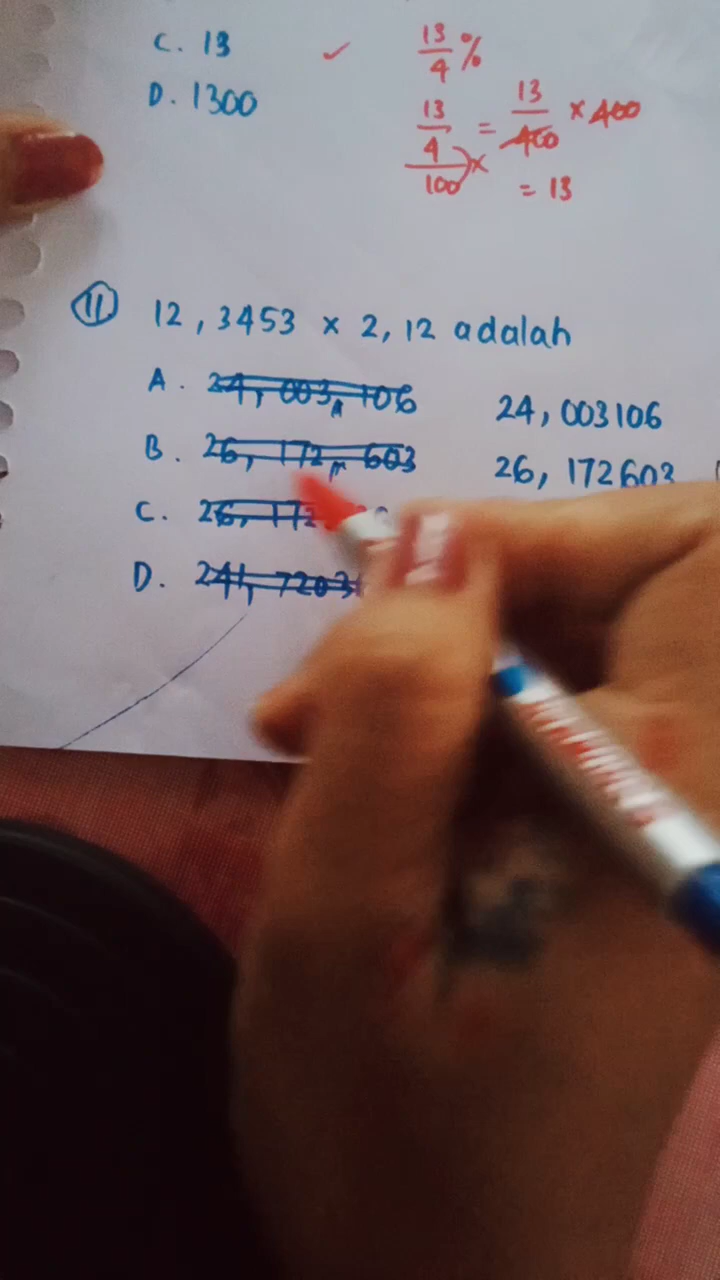 C. 13
D. 1300
13/4 %
13/4 / 100 = 13/400 × 400
= 13
11 12,3453 × 2,12 adalah
A. 24,003,106 24,003106
B. 26,172,603 26,172603
C. 26,172
D. 241,7203